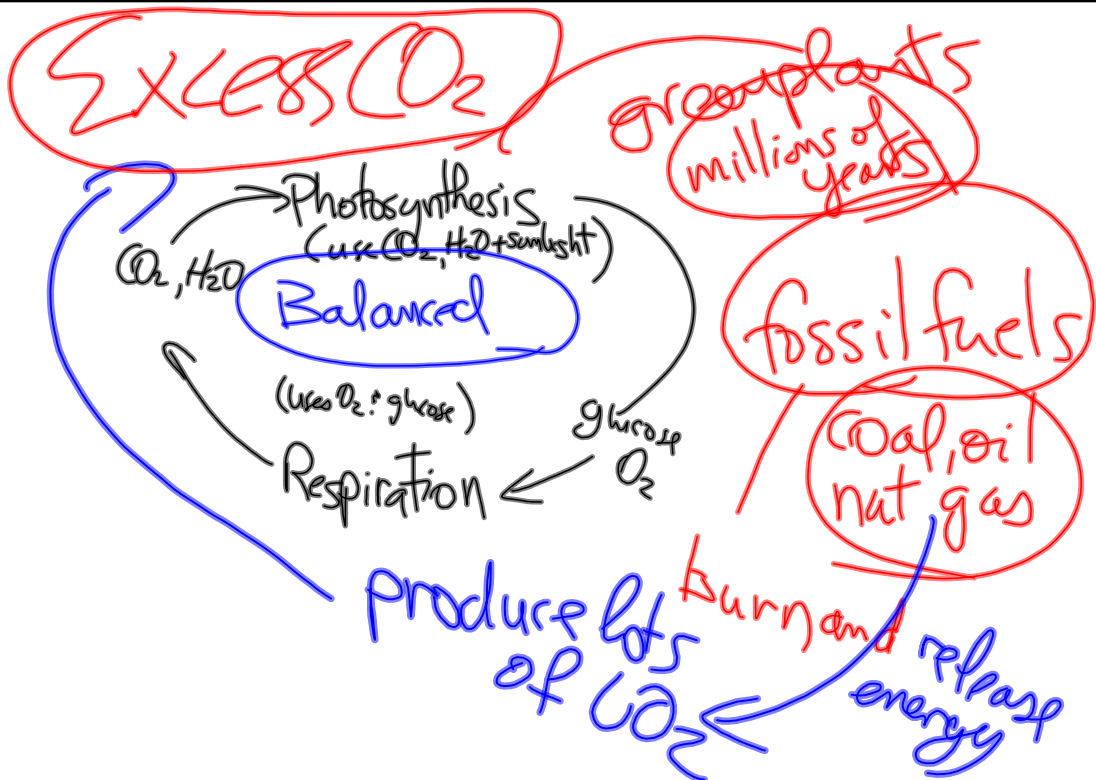 Excess CO₂
green plants
millions of
years
Photosynthesis
(use CO₂, H₂O + sunlight)
CO₂, H₂O
Balanced
fossil fuels
(uses O₂ : glucose)
glucose
O₂
Respiration
coal, oil
nat gas
burn and
release
energy
produce lots
of CO₂